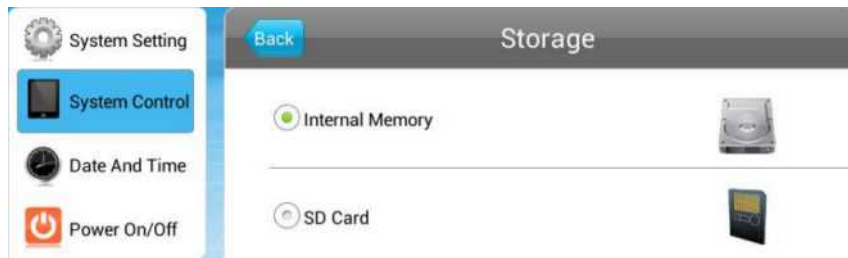 System Setting
System Control
Date And Time
Power On/Off
Back
Storage
Internal Memory
SD Card